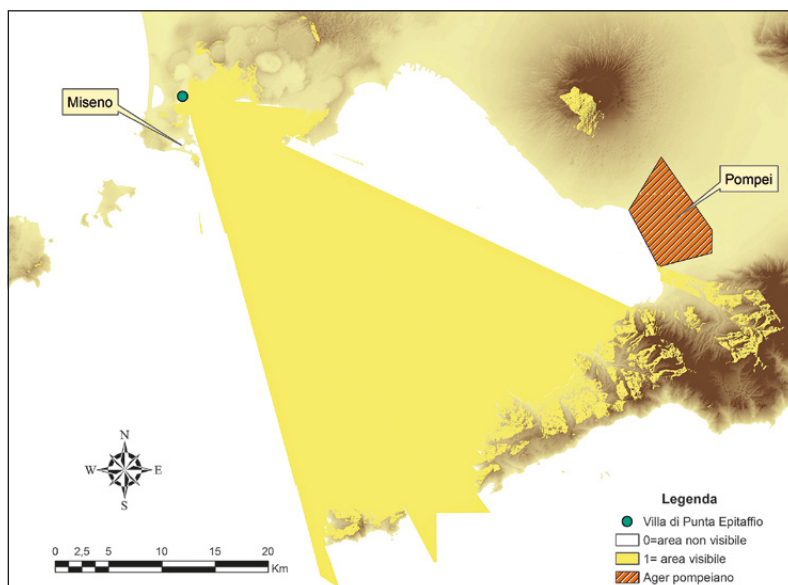 Miseno
Pompei
N
W E
S
0 2,5 5 10 15 20
Km
Legenda
Villa di Punta Epitaffio
0=area non visibile
1= area visibile
Ager pompeiano